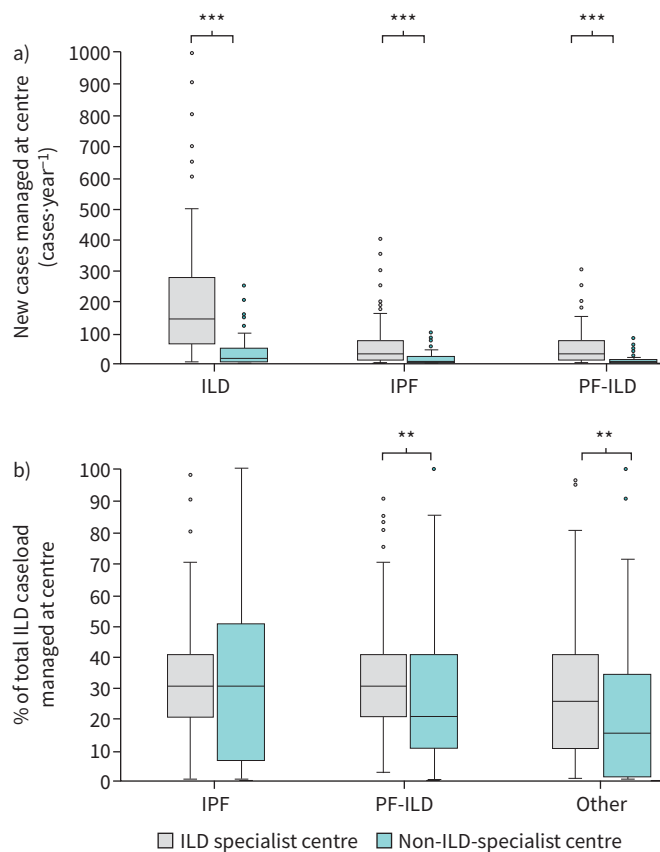 a)
*** *** ***
New cases managed at centre
(cases·year⁻¹)
1000
900
800
700
600
500
400
300
200
100
0
ILD IPF PF-ILD
b)
** **
% of total ILD caseload
managed at centre
100
90
80
70
60
50
40
30
20
10
0
IPF PF-ILD Other
ILD specialist centre Non-ILD-specialist centre